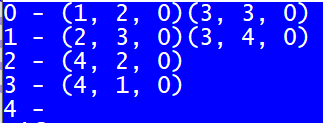 0 - (1, 2, 0)(3, 3, 0)
1 - (2, 3, 0)(3, 4, 0)
2 - (4, 2, 0)
3 - (4, 1, 0)
4 -